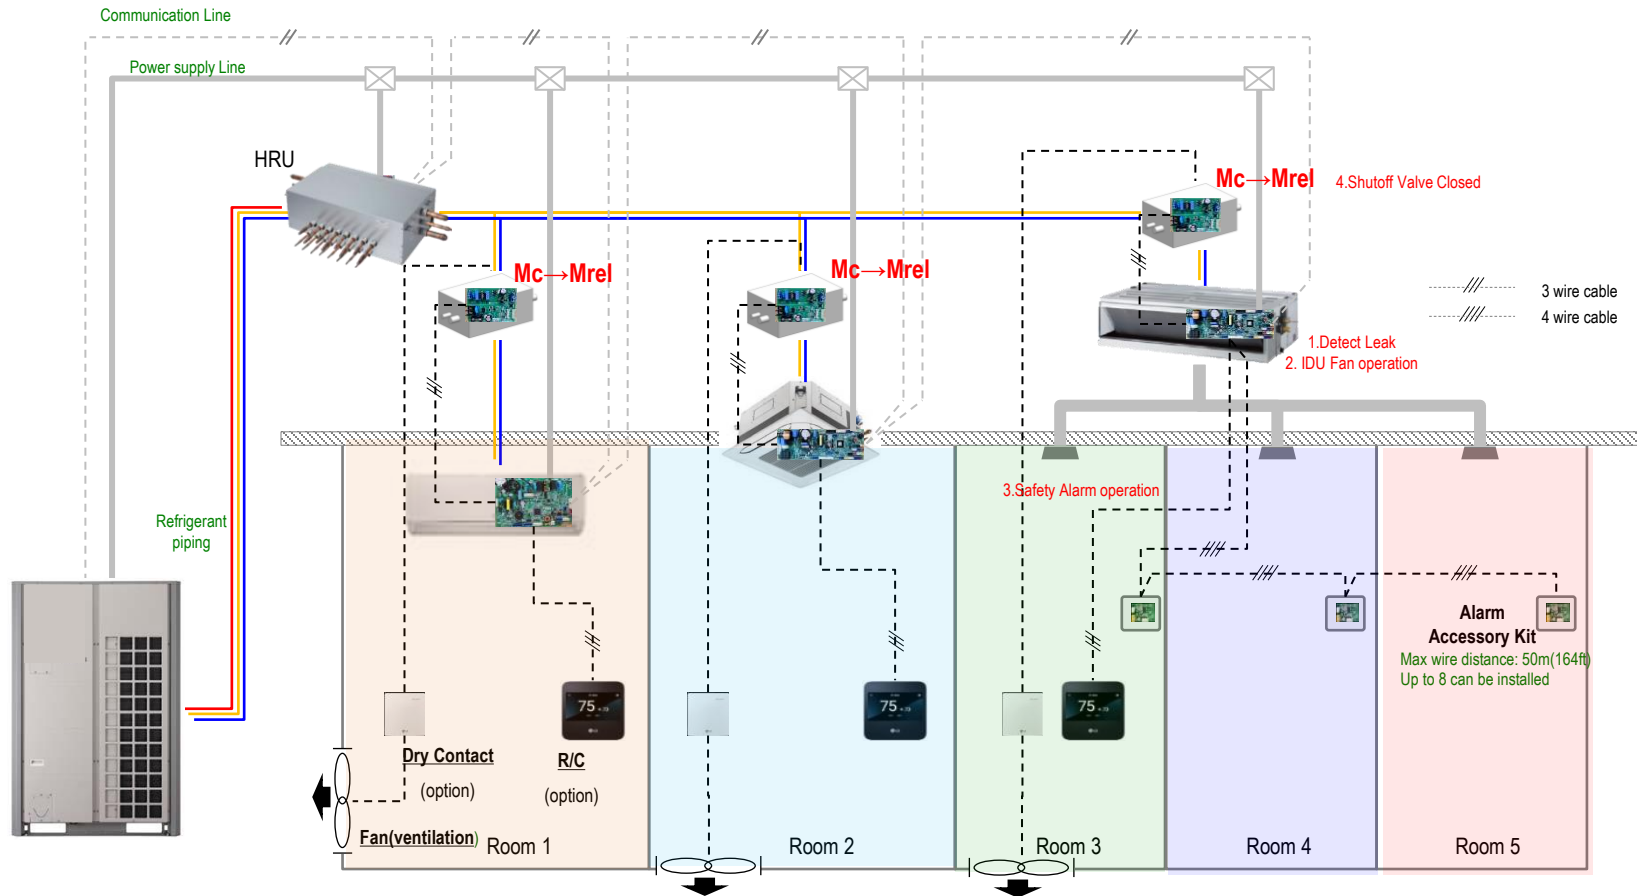 Communication Line
Power supply Line
HRU
Mc→Mrel
4.Shutoff Valve Closed
Mc→Mrel
Mc→Mrel
3 wire cable
4 wire cable
1.Detect Leak
2. IDU Fan operation
3.Safety Alarm operation
Refrigerant
piping
Alarm
Accessory Kit
Max wire distance: 50m(164ft)
Up to 8 can be installed
75
75
75
LG
Dry Contact
(option)
R/C
(option)
Fan(ventilation)
Room 1
Room 2
Room 3
Room 4
Room 5